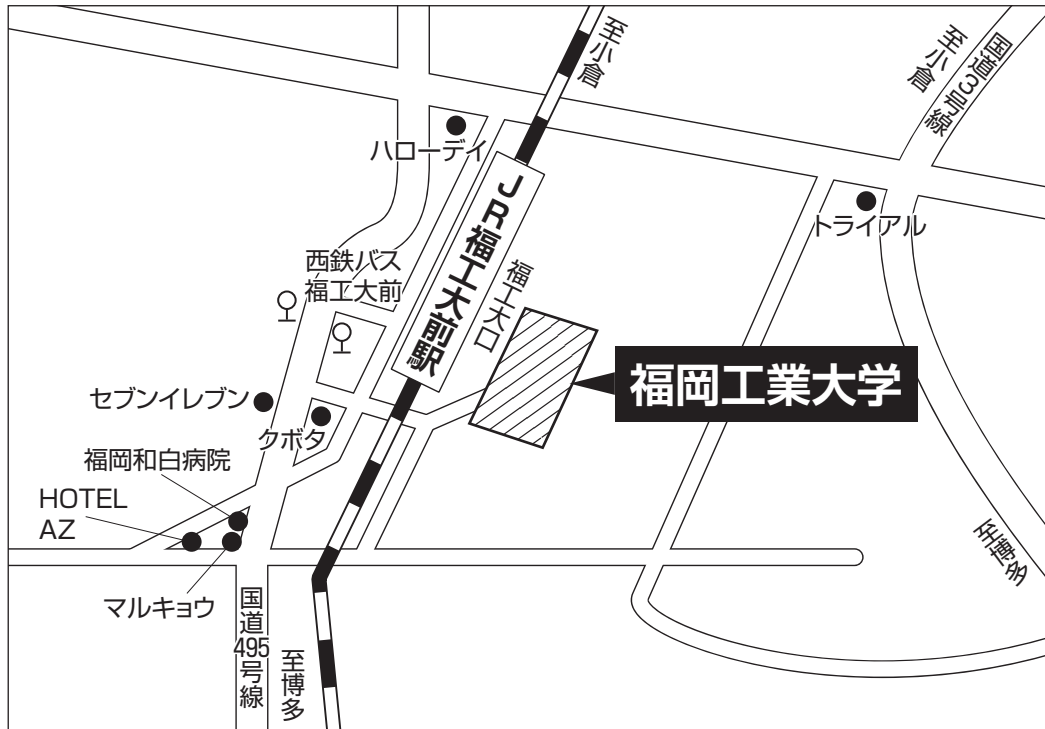 至小倉
至小倉
国道3号線
ハローデイ
トライアル
JR福工大前駅
福工大口
西鉄バス
福工大前
福岡工業大学
セブンイレブン
クボタ
福岡和白病院
HOTEL
AZ
マルキョウ
国道
495
号線
至博多
至博多